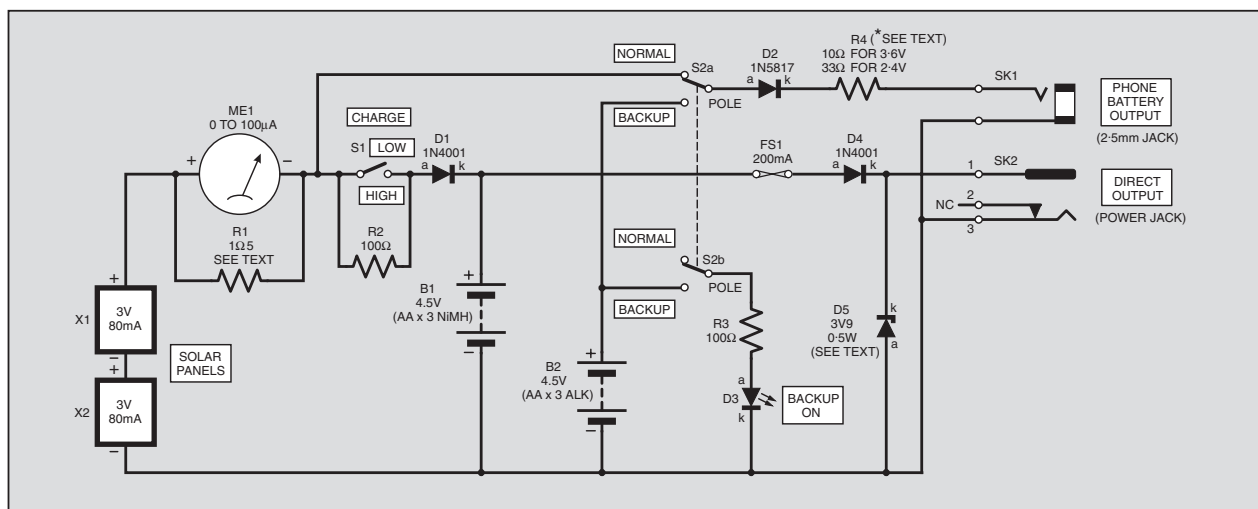 NORMAL
BACKUP
S2a
POLE
D2
1N5817
a
k
R4 (*SEE TEXT)
10Ω FOR 3·6V
33Ω FOR 2·4V
SK1
PHONE
BATTERY
OUTPUT
(2·5mm JACK)
ME1
0 TO 100µA
+
−
CHARGE
S1
LOW
HIGH
D1
1N4001
a
k
FS1
200mA
D4
1N4001
a
k
1
SK2
NC
2
3
DIRECT
OUTPUT
(POWER JACK)
R1
1Ω5
SEE TEXT
R2
100Ω
NORMAL
BACKUP
S2b
POLE
+
X1
3V
80mA
−
+
X2
3V
80mA
−
SOLAR
PANELS
B1
4.5V
(AA x 3 NiMH)
+
−
B2
4.5V
(AA x 3 ALK)
+
−
R3
100Ω
a
D3
k
BACKUP
ON
D5
3V9
0·5W
(SEE TEXT)
k
a